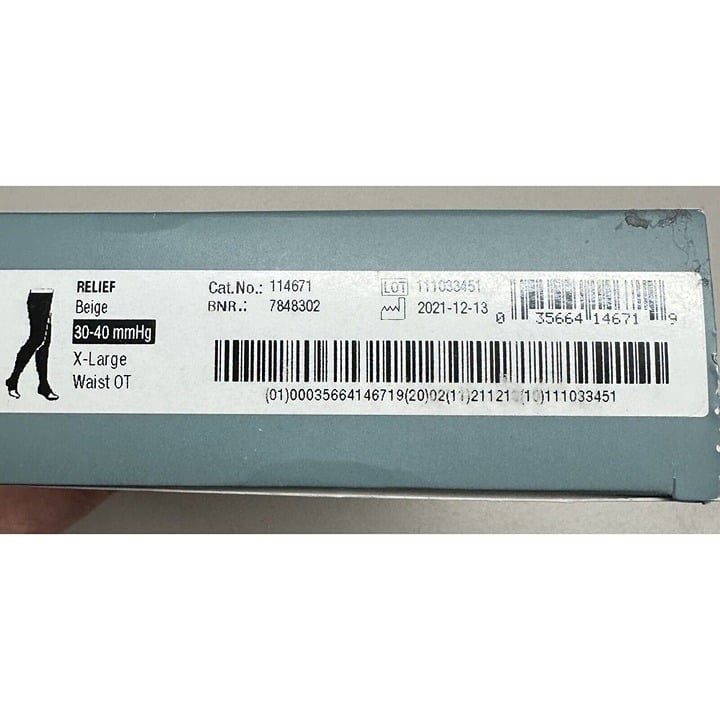 RELIEF
Beige
30-40 mmHg
X-Large
Waist OT
Cat.No.: 114671
BNR.: 7848302
LOT 111033451
2021-12-13
0 35664 14671 9